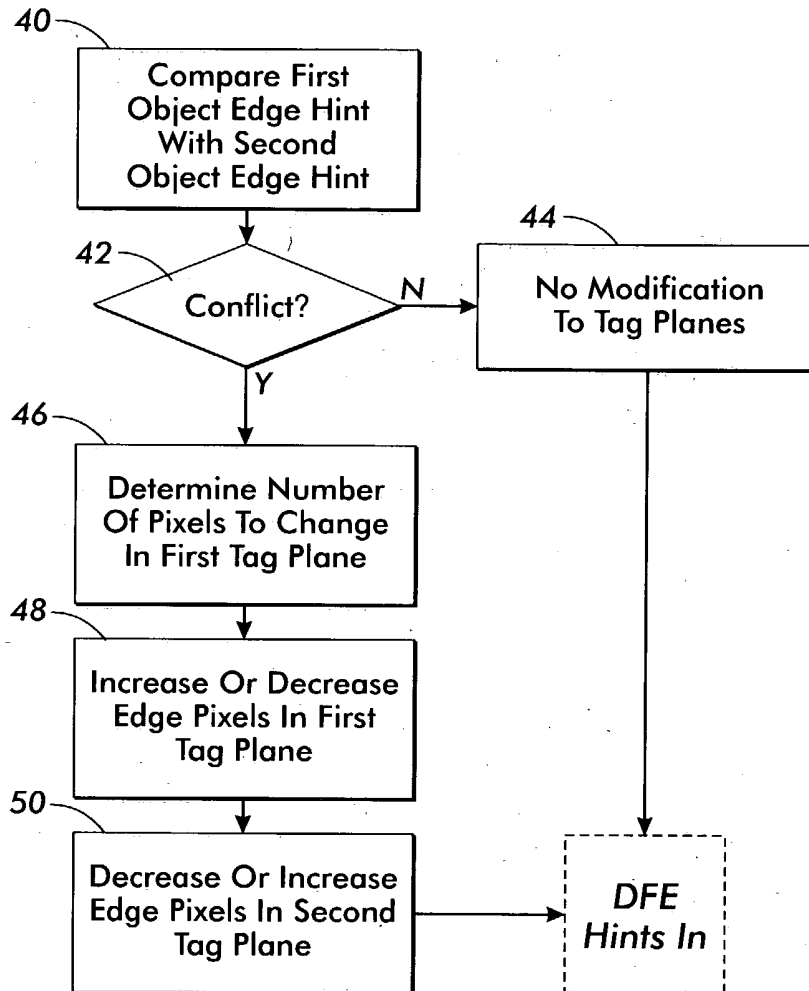 40
Compare First
Object Edge Hint
With Second
Object Edge Hint
42
Conflict?
N
44
No Modification
To Tag Planes
Y
46
Determine Number
Of Pixels To Change
In First Tag Plane
48
Increase Or Decrease
Edge Pixels In First
Tag Plane
50
Decrease Or Increase
Edge Pixels In Second
Tag Plane
DFE
Hints In